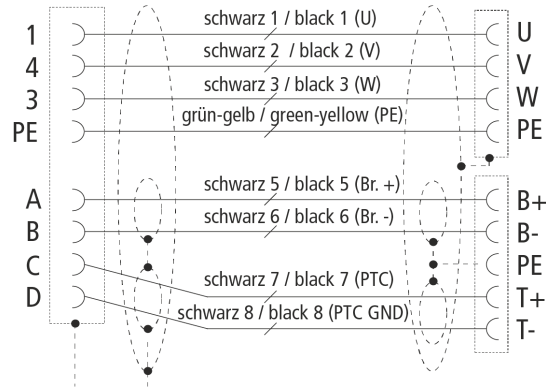 1 schwarz 1 / black 1 (U) U
4 schwarz 2 / black 2 (V) V
3 schwarz 3 / black 3 (W) W
PE grün-gelb / green-yellow (PE) PE
A schwarz 5 / black 5 (Br. +) B+
B schwarz 6 / black 6 (Br. -) B-
C PE
schwarz 7 / black 7 (PTC) T+
D schwarz 8 / black 8 (PTC GND) T-